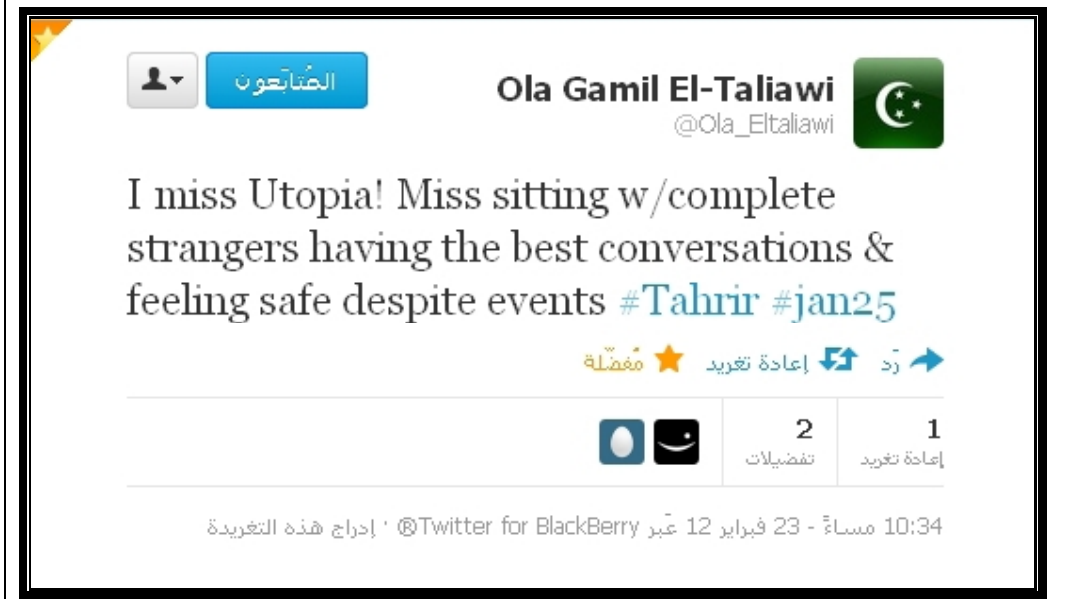 Ola Gamil El-Taliawi
@Ola_Eltaliawi
المُتابَعون
I miss Utopia! Miss sitting w/complete
strangers having the best conversations &
feeling safe despite events #Tahrir #jan25
رَد إعادة تغريد مُفضّلة
1 إعادة تغريد
2 تفضيلات
10:34 مساءً - 23 فبراير 12 عَبر Twitter for BlackBerry® · إدراج هذه التغريدة